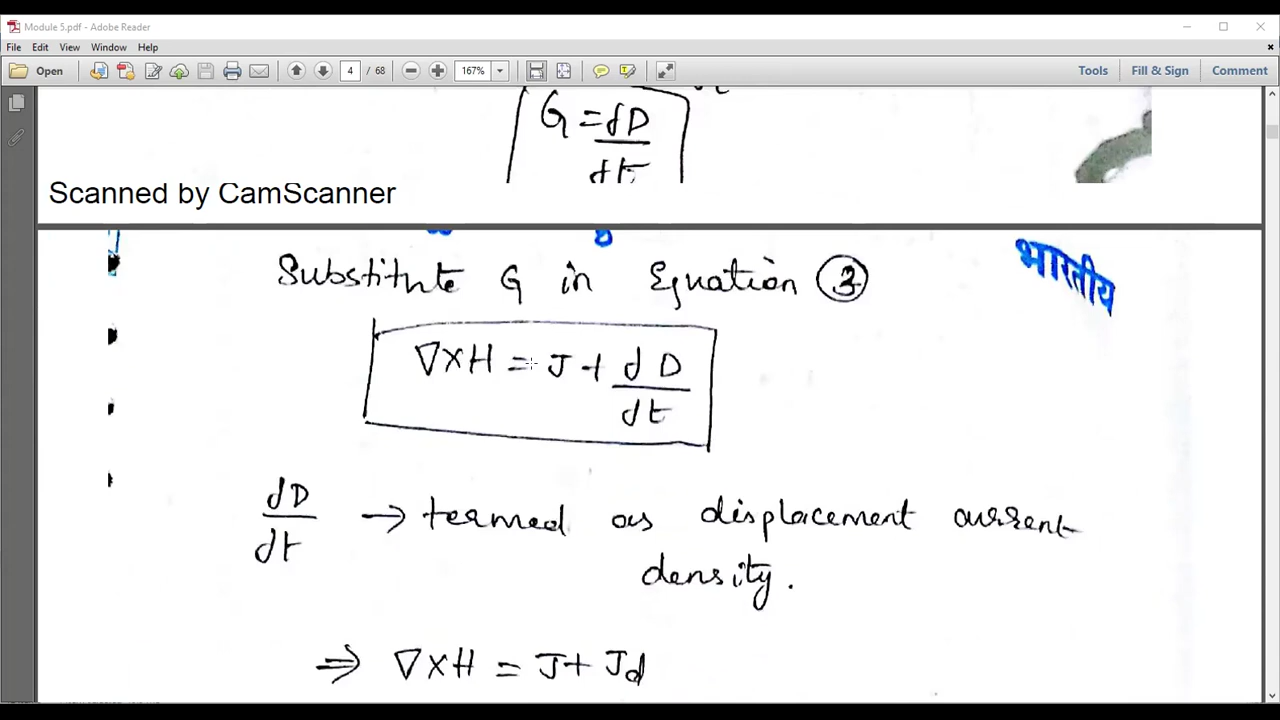 Module 5.pdf - Adobe Reader
File Edit View Window Help
Open 4 / 68 167% Tools Fill & Sign Comment
G = dD
dt
Scanned by CamScanner
Substitute G in Equation 3
भारतीय
∇XH = J + dD
dt
dD
dt → termed as displacement current
density.
⇒ ∇XH = J + Jd